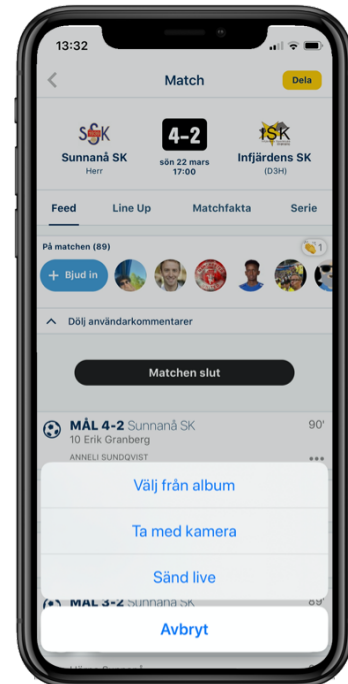 13:32
Match
Dela
SSK
4-2
ISK
Sunnanå SK
Herr
sön 22 mars
17:00
Infjärdens SK
(D3H)
Feed
Line Up
Matchfakta
Serie
På matchen (89)
1
+ Bjud in
Dölj användarkommentarer
Matchen slut
MÅL 4-2 Sunnanå SK
90'
10 Erik Granberg
ANNELI SUNDQVIST
Välj från album
Ta med kamera
Sänd live
MÅL 3-2 Sunnanå SK
89'
Avbryt